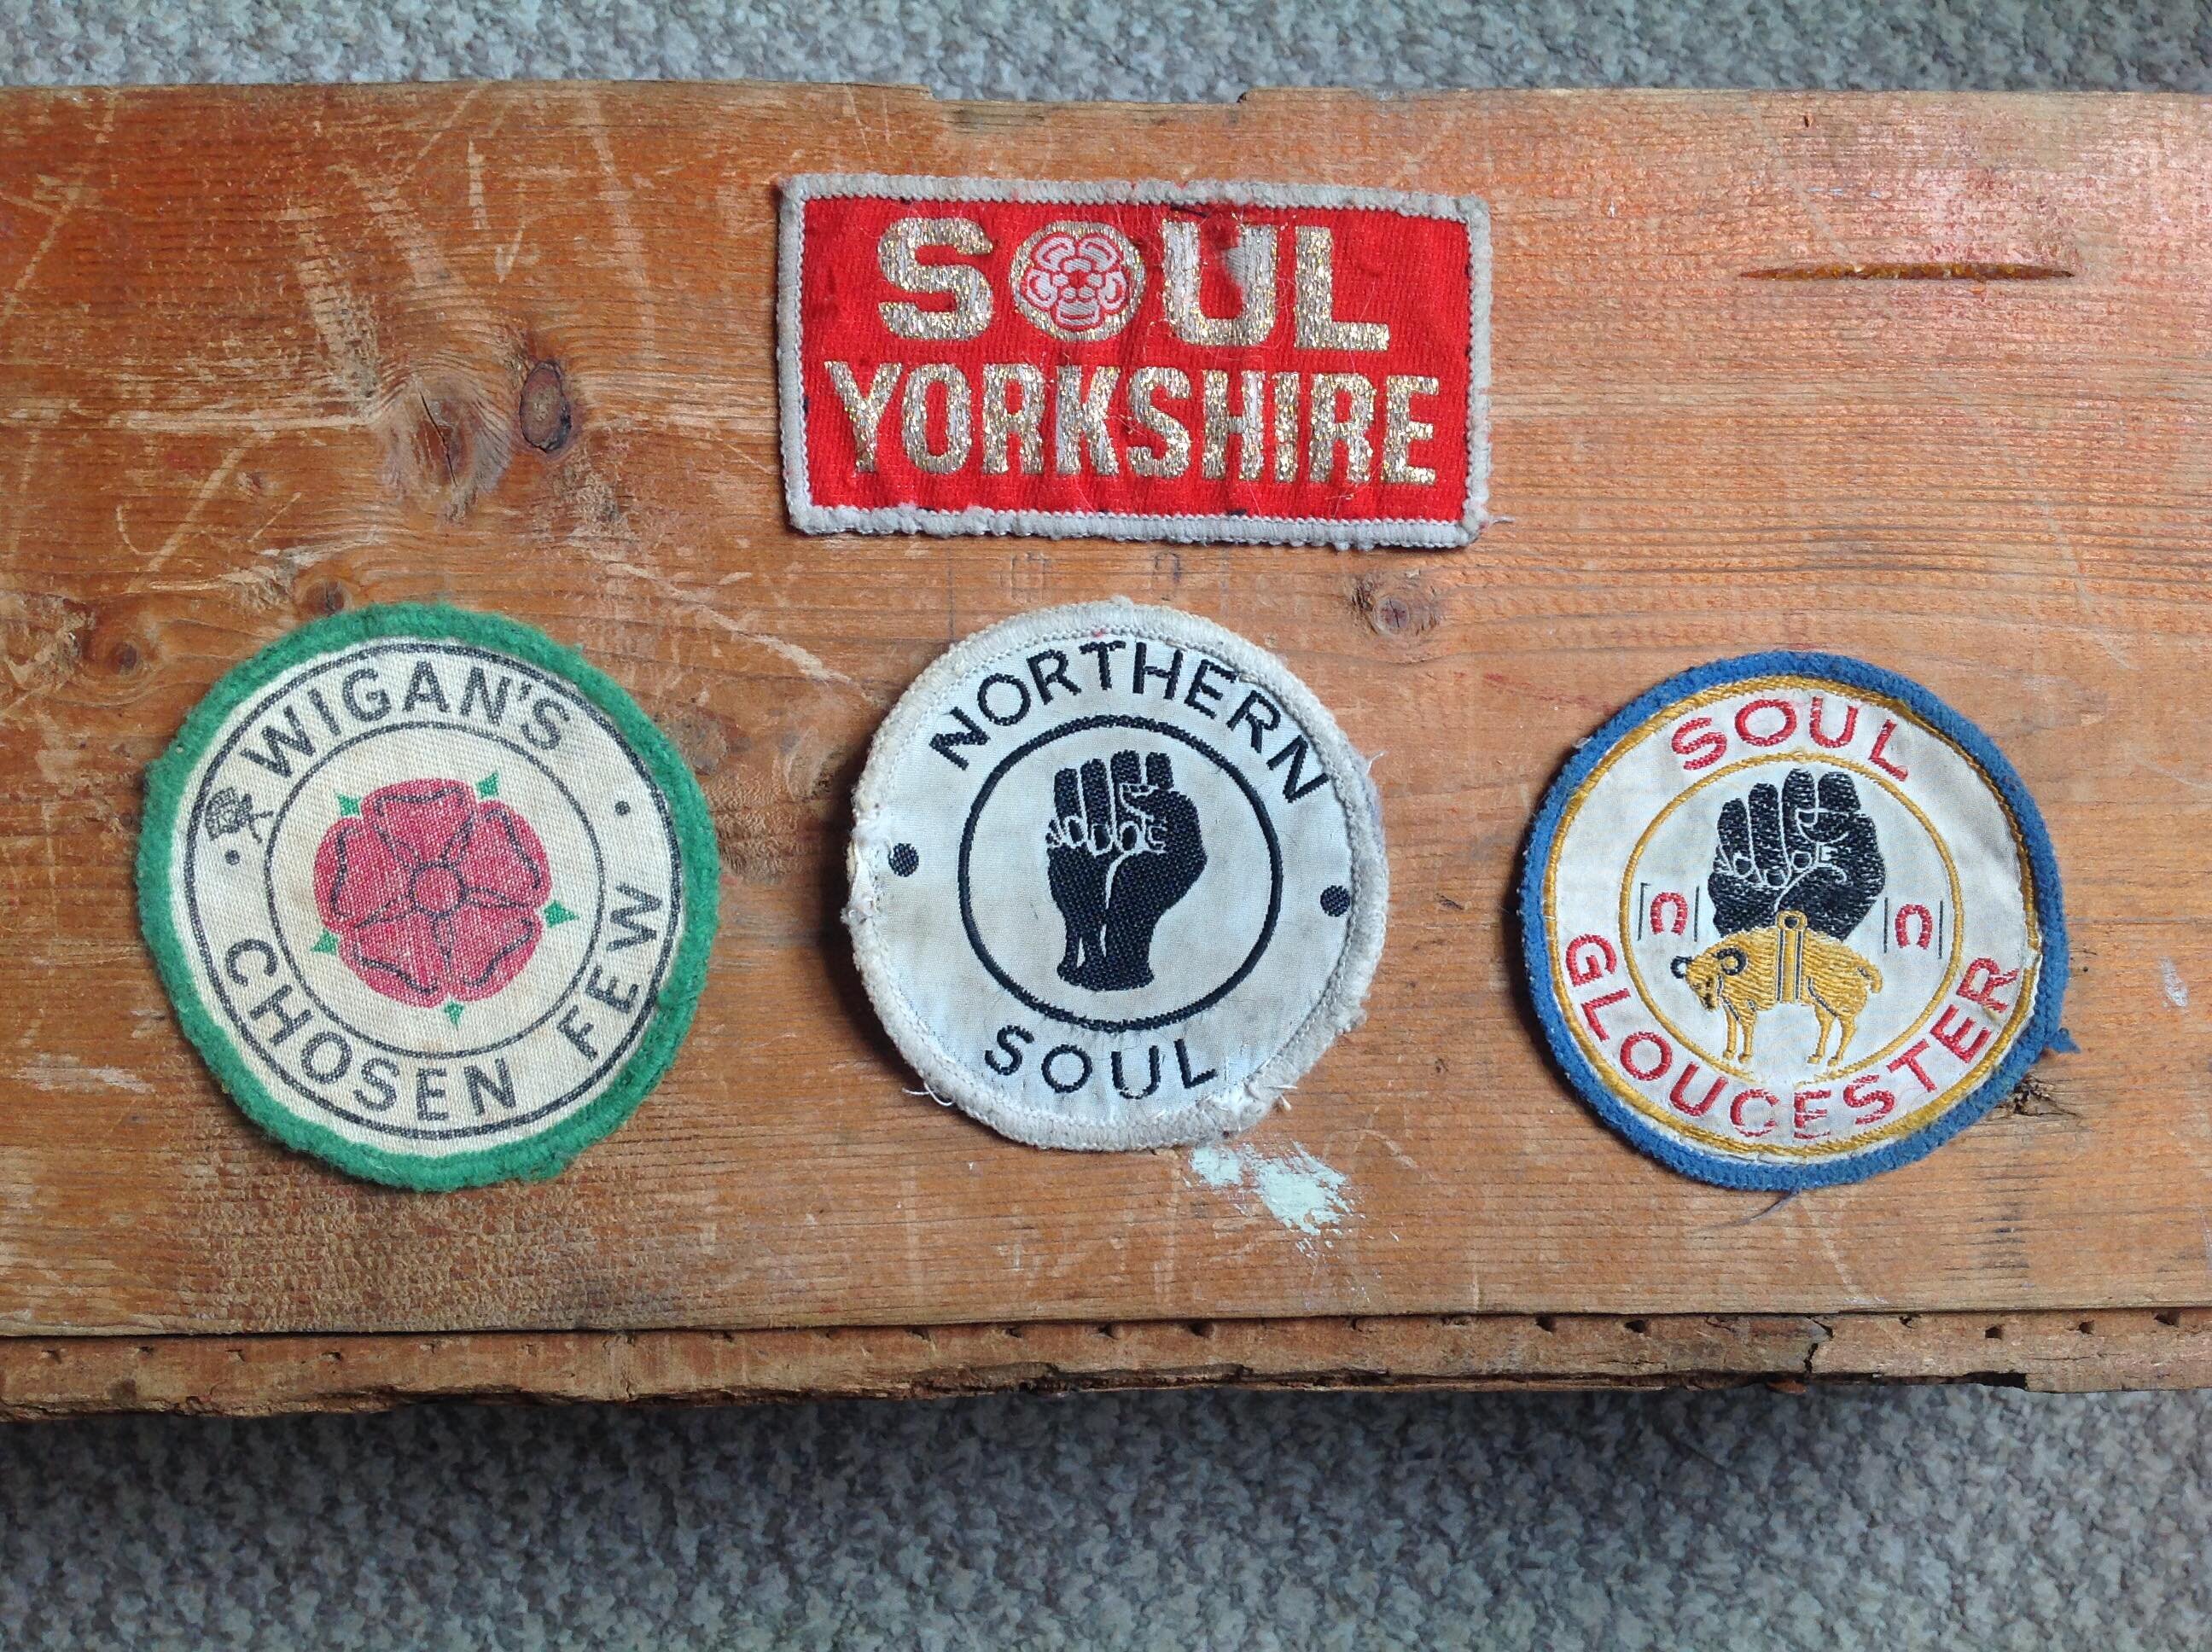 SOUL
YORKSHIRE
WIGAN'S
CHOSEN FEW
NORTHERN
SOUL
SOUL
GLOUCESTER